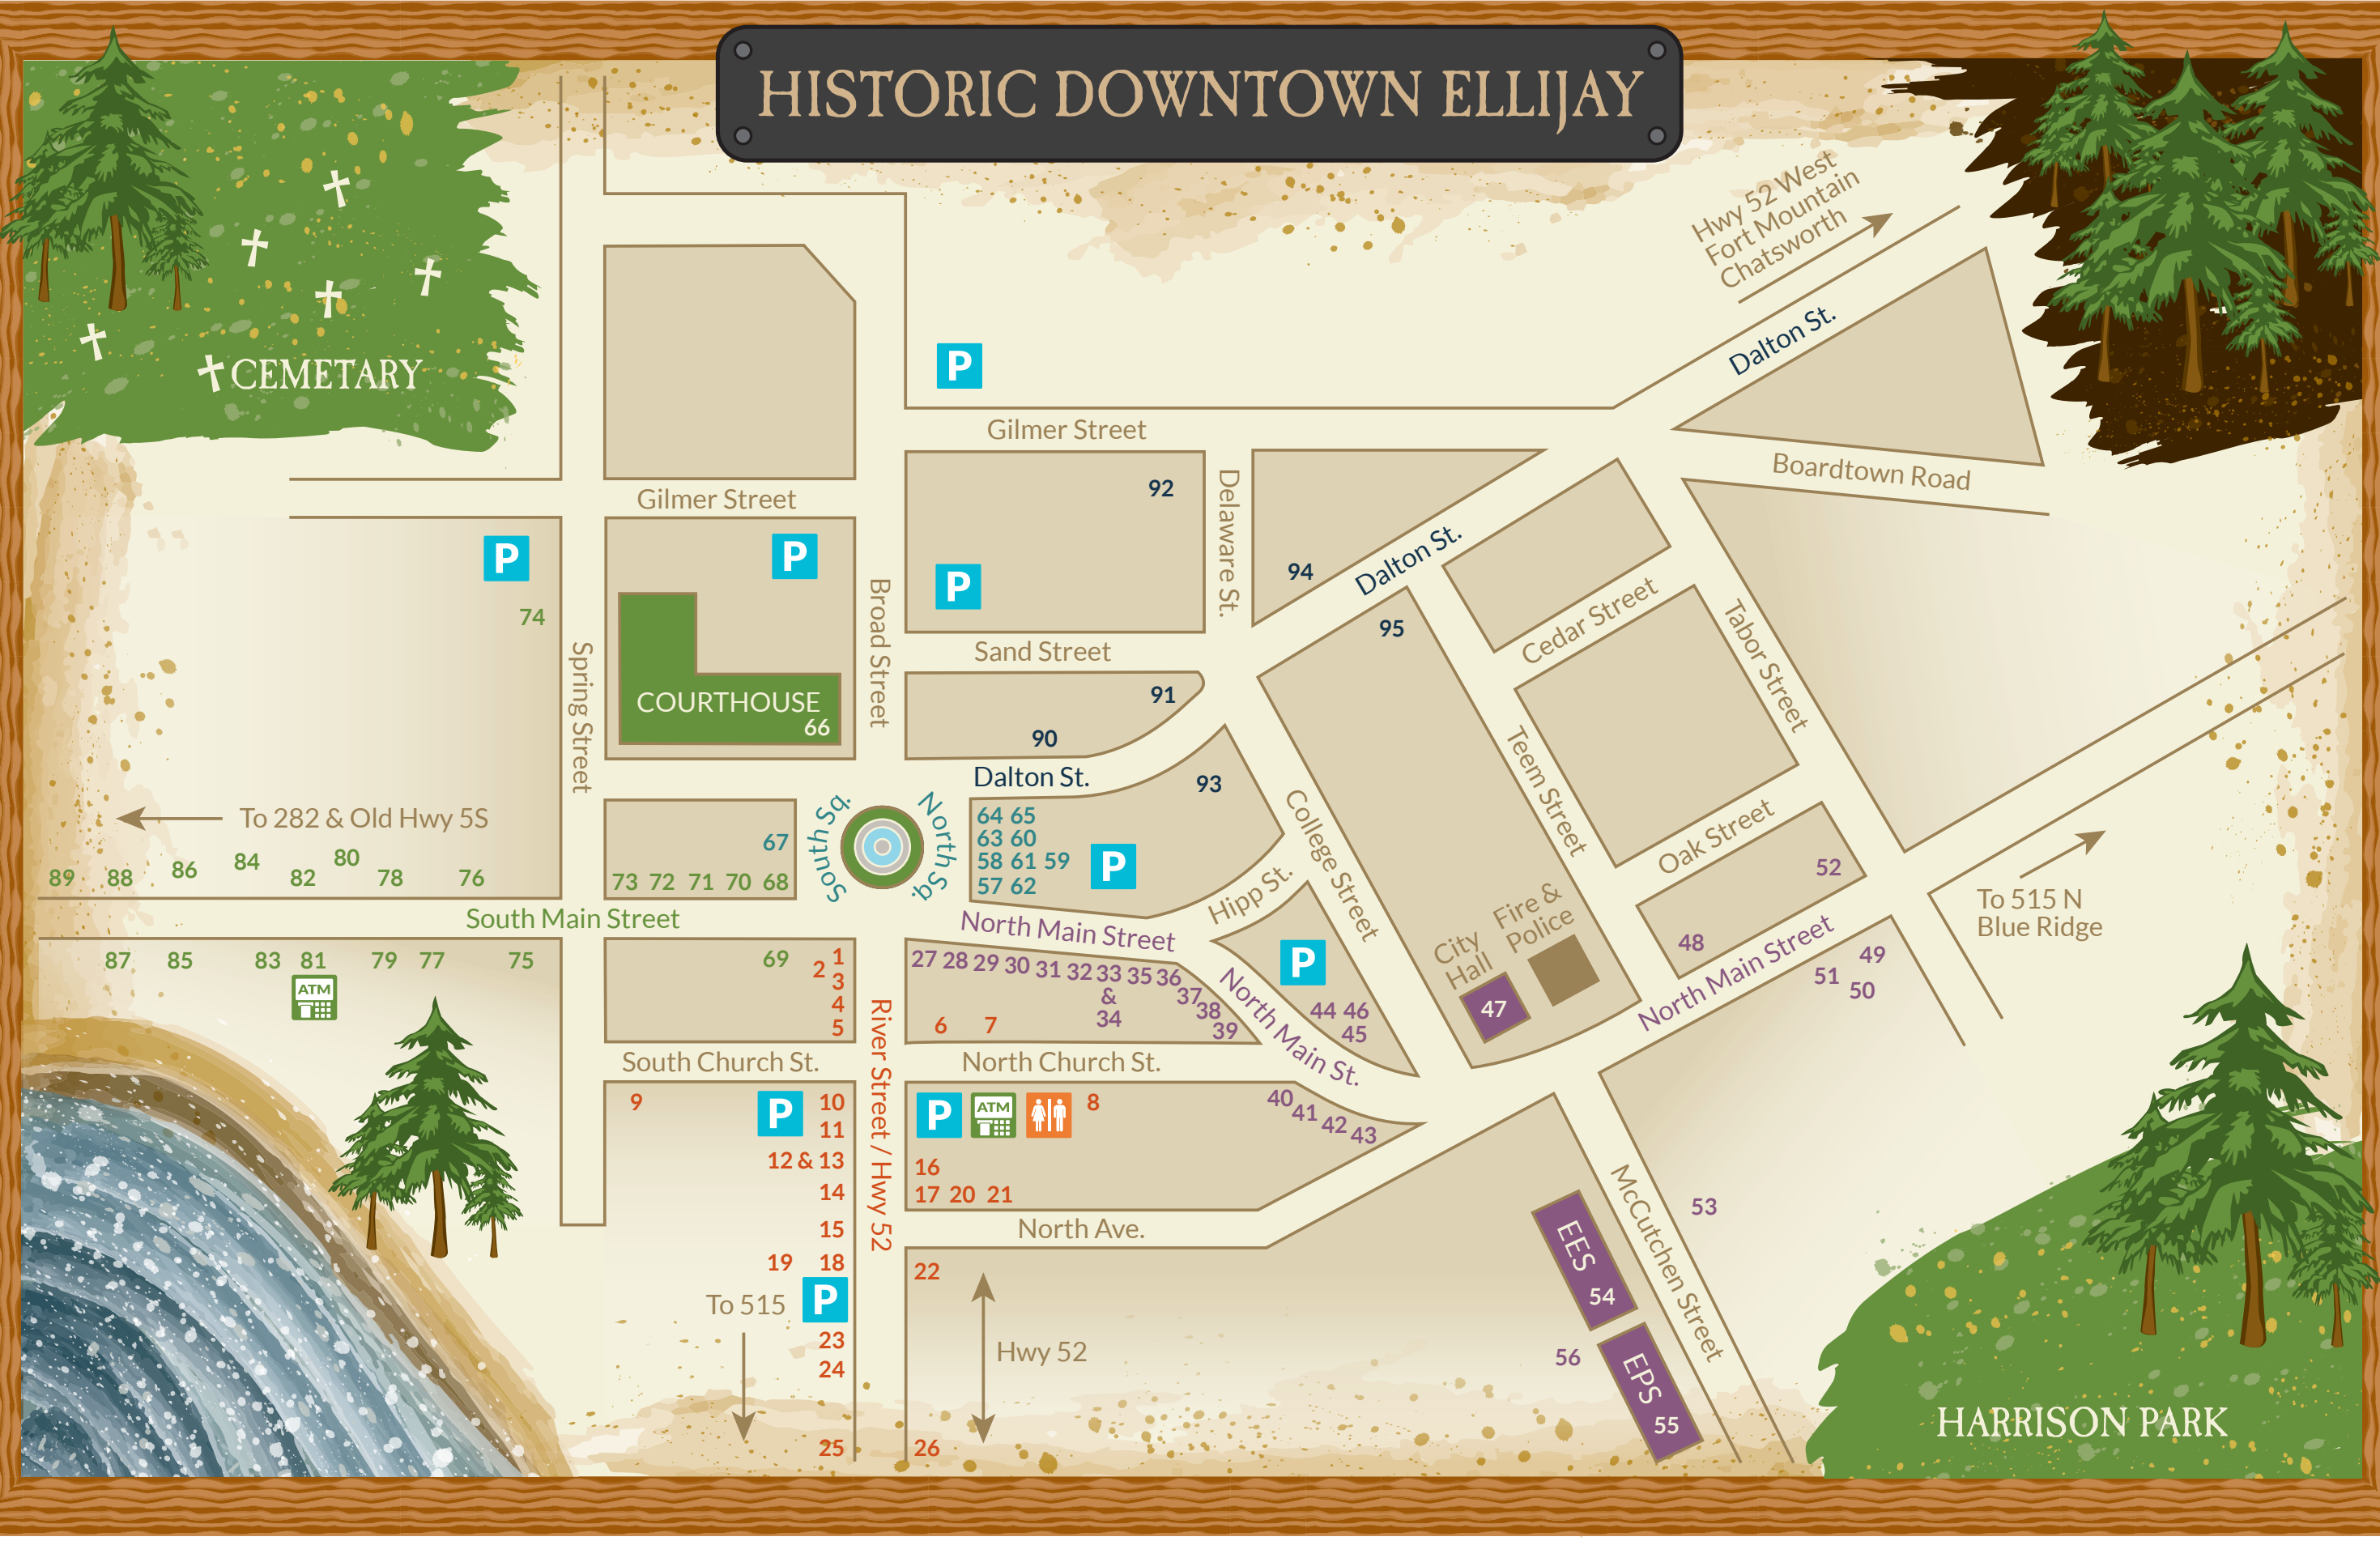 HISTORIC DOWNTOWN ELLIJAY
Hwy 52 West
Fort Mountain
Chatsworth
CEMETARY
Dalton St.
P
Gilmer Street
Boardtown Road
Gilmer Street
92
Delaware St.
P
P
P
94
Dalton St.
74
Broad Street
Sand Street
95
Cedar Street
Tabor Street
Spring Street
COURTHOUSE
66
91
90
Dalton St.
93
Teem Street
College Street
To 282 & Old Hwy 5S
South Sq.
North Sq.
67
64 65
63 60
58 61 59
57 62
P
Oak Street
52
89 88 86 84 82 80 78 76
73 72 71 70 68
Hipp St.
Fire &
Police
City
Hall
To 515 N
Blue Ridge
South Main Street
North Main Street
North Main Street
48
49
51 50
87 85 83 81 79 77 75
ATM
69
1
2
3
4
5
27 28 29 30 31 32 33 35 36
&
34
37
38
39
6 7
P
44 46
45
47
North Main St.
River Street / Hwy 52
South Church St.
North Church St.
9
P
10
11
12 & 13
14
15
19 18
P
ATM
8
40
41
42
43
16
17 20 21
North Ave.
McCutchen Street
53
EES
54
To 515
P
22
23
24
Hwy 52
56
EPS
55
25
26
HARRISON PARK